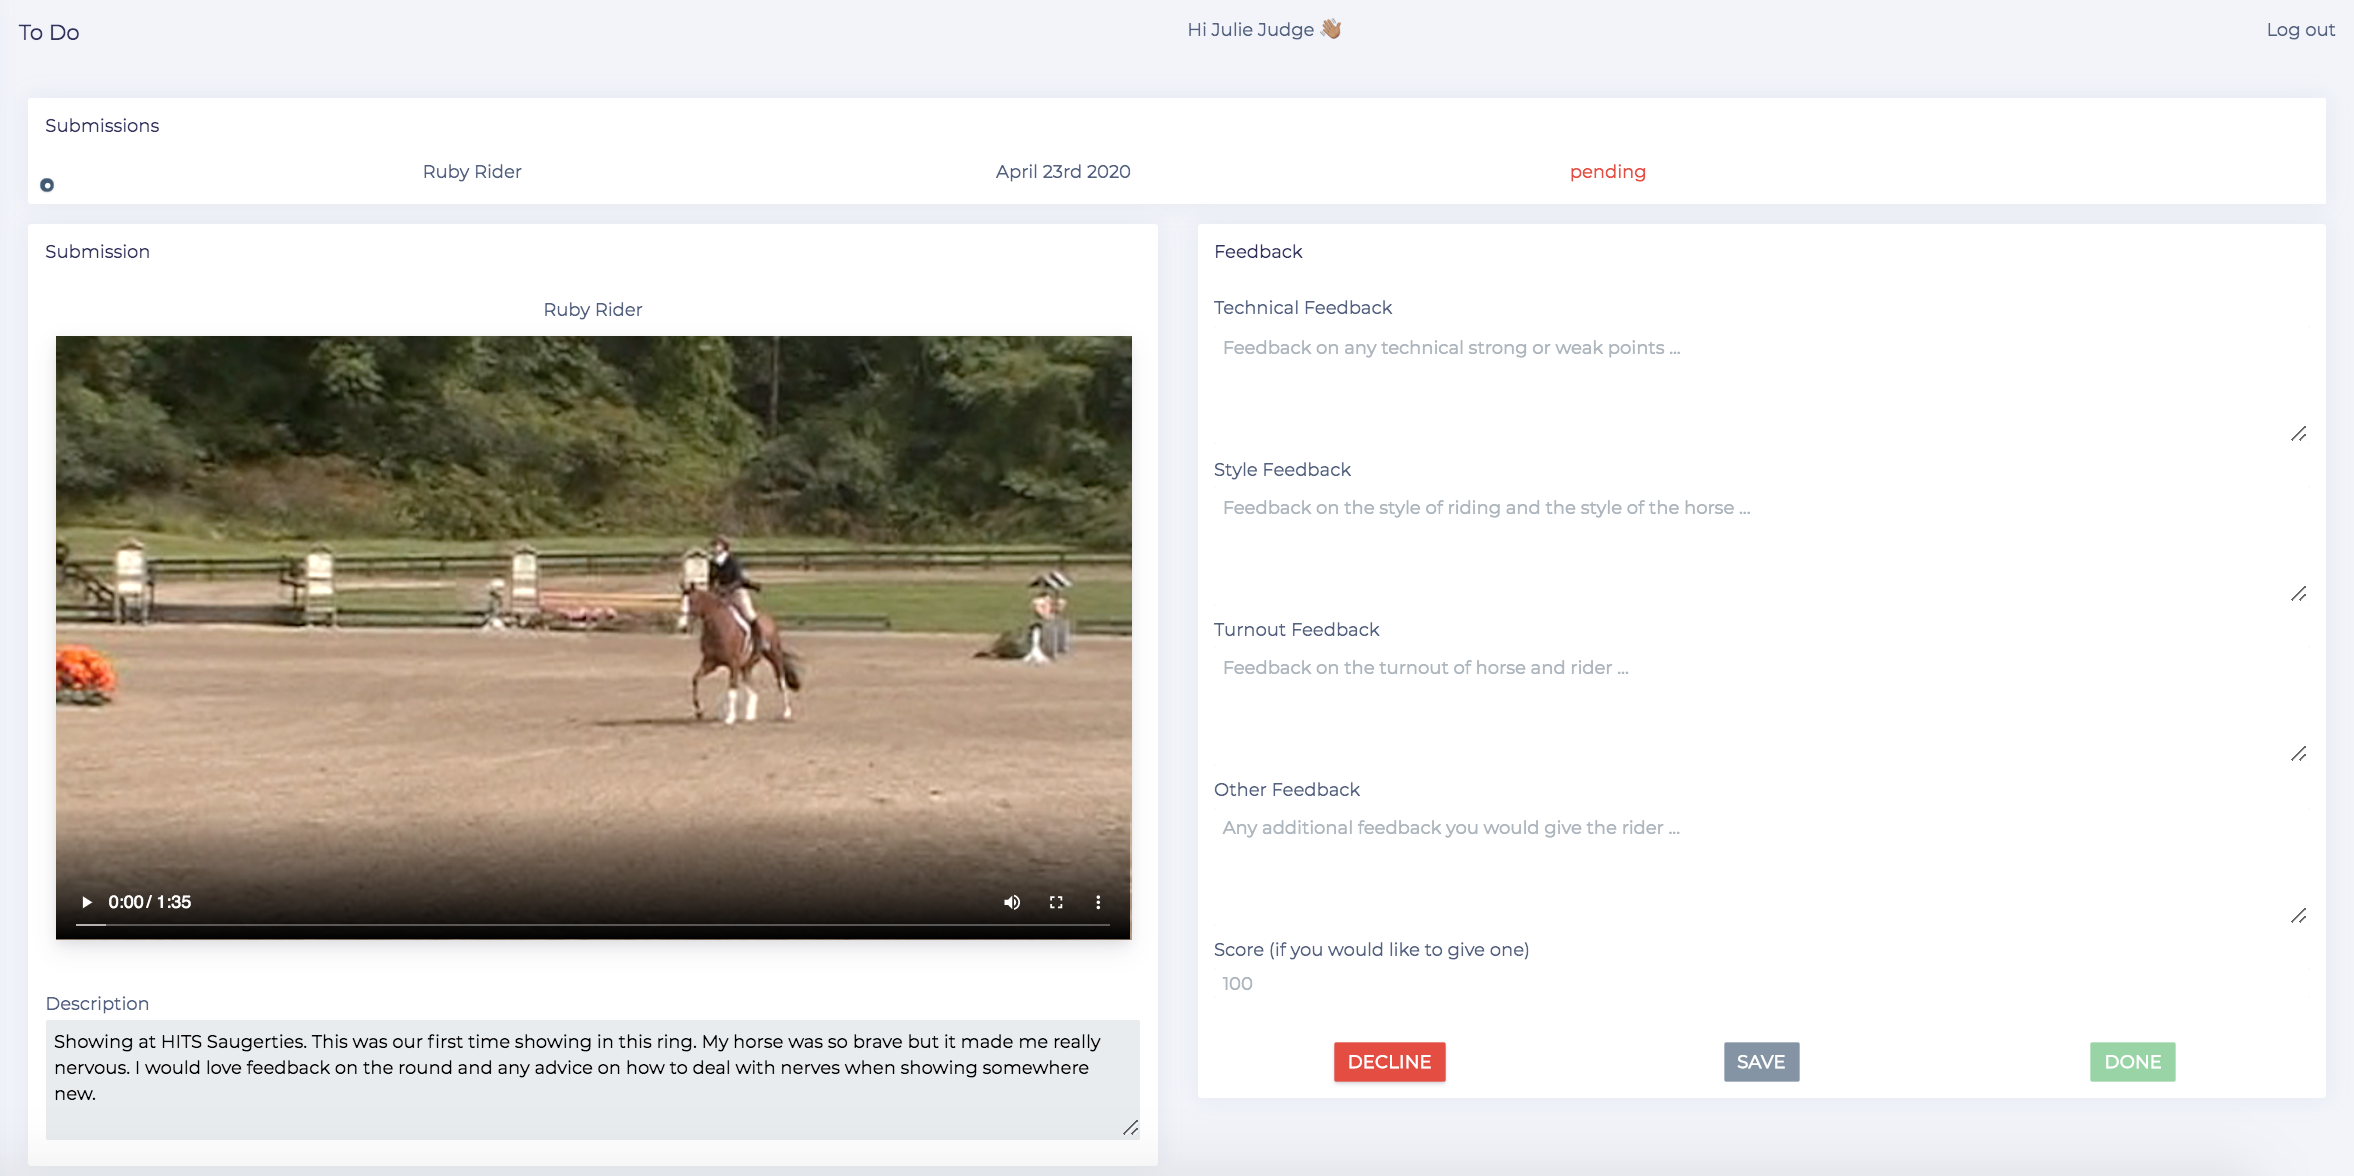 To Do
Hi Julie Judge 👋🏽
Log out
Submissions
Ruby Rider
April 23rd 2020
pending
Submission
Ruby Rider
0:00 / 1:35
Description
Showing at HITS Saugerties. This was our first time showing in this ring. My horse was so brave but it made me really
nervous. I would love feedback on the round and any advice on how to deal with nerves when showing somewhere
new.
Feedback
Technical Feedback
Feedback on any technical strong or weak points ...
Style Feedback
Feedback on the style of riding and the style of the horse ...
Turnout Feedback
Feedback on the turnout of horse and rider ...
Other Feedback
Any additional feedback you would give the rider ...
Score (if you would like to give one)
100
DECLINE
SAVE
DONE